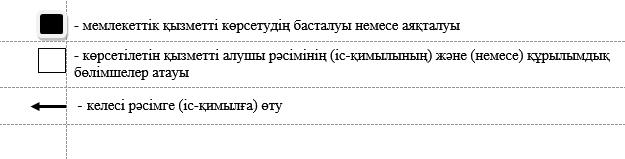 - мемлекеттік қызметті көрсетудің басталуы немесе аяқталуы
- көрсетілетін қызметті алушы рәсімінің (іс-қимылының) және (немесе) құрылымдық
бөлімшелер атауы
- келесі рәсімге (іс-қимылға) өту